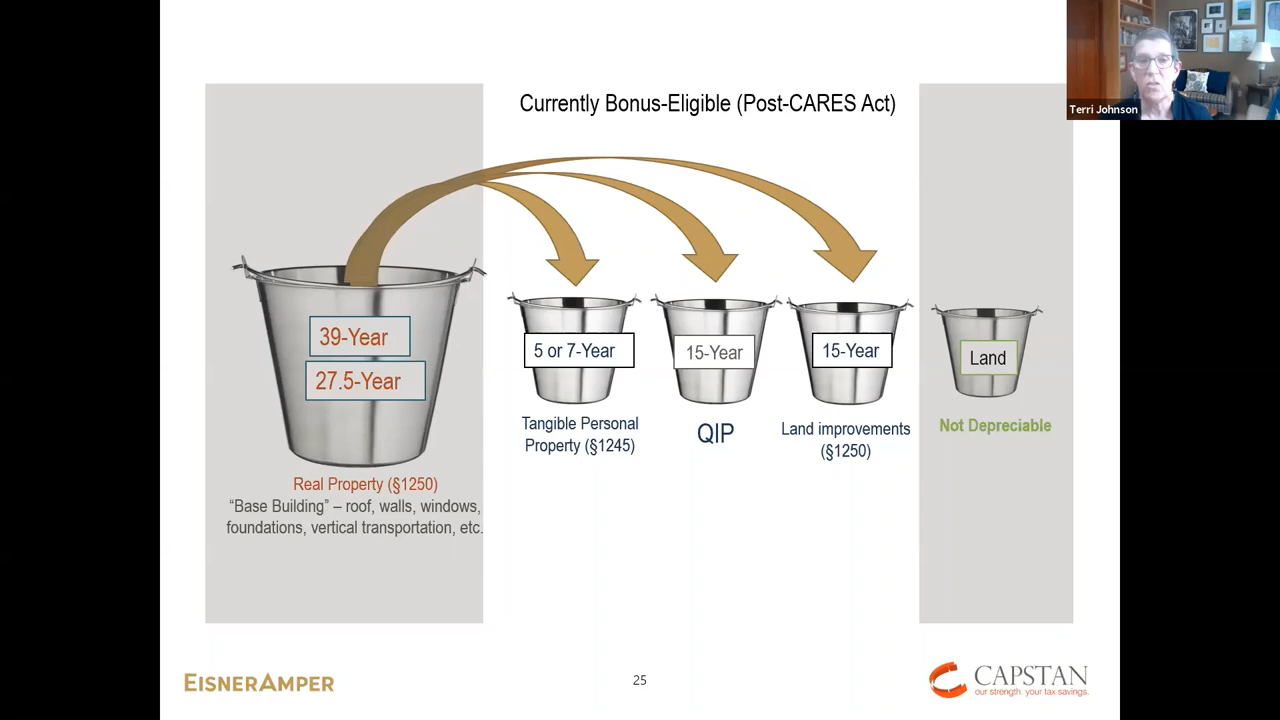 Currently Bonus-Eligible (Post-CARES Act)
Terri Johnson
39-Year
27.5-Year
5 or 7-Year
15-Year
15-Year
Land
Tangible Personal
Property (§1245)
QIP
Land improvements
(§1250)
Not Depreciable
Real Property (§1250)
“Base Building” – roof, walls, windows,
foundations, vertical transportation, etc.
EISNERAMPER
25
CAPSTAN
our strength. your tax savings.